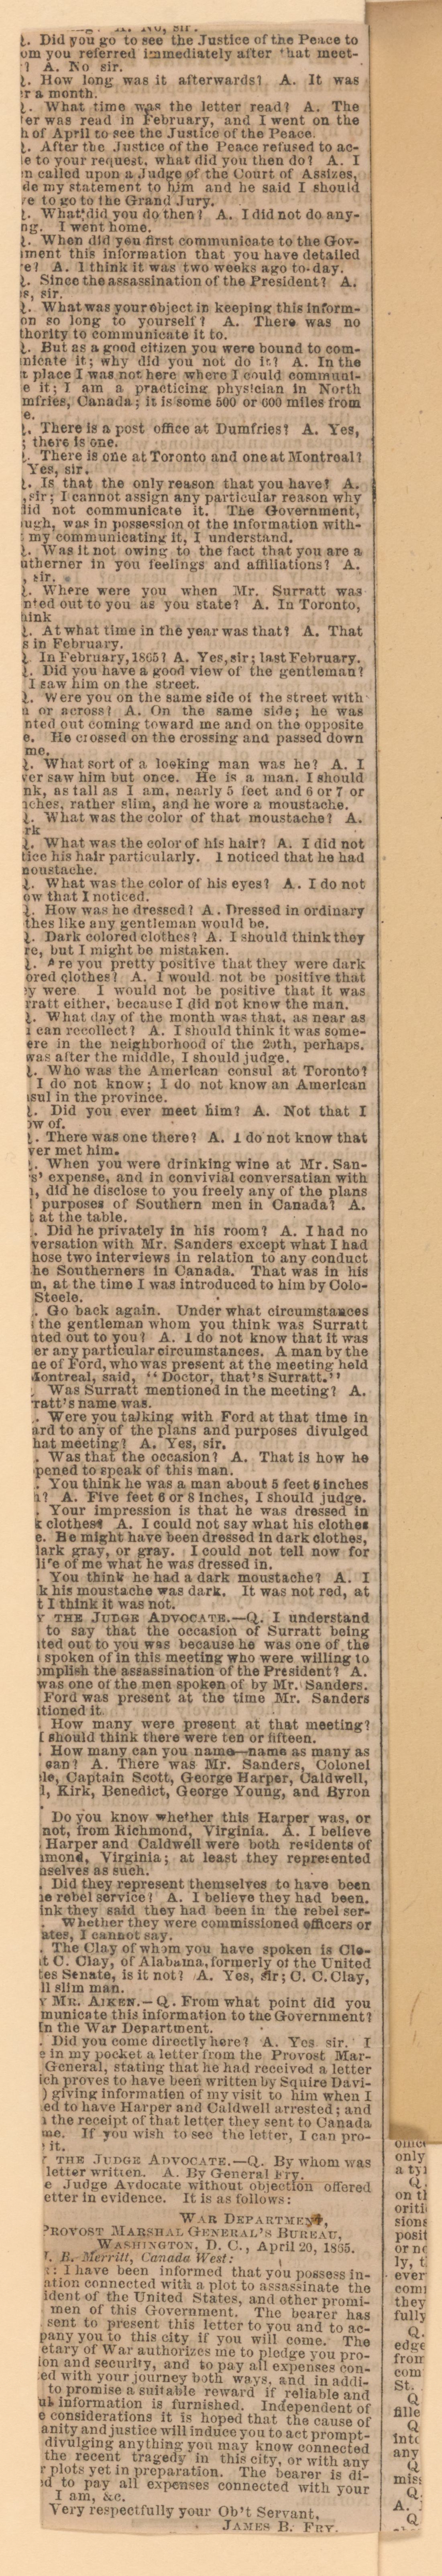 A. No, sir.
Q. Did you go to see the Justice of the Peace to
om you referred immediately after that meet-
? A. No sir.
Q. How long was it afterwards? A. It was
r a month.
Q. What time was the letter read? A. The
er was read in February, and I went on the
h of April to see the Justice of the Peace.
Q. After the Justice of the Peace refused to ac-
e to your request, what did you then do? A. I
n called upon a Judge of the Court of Assizes,
de my statement to him and he said I should
ve to go to the Grand Jury.
Q. What did you do then? A. I did not do any-
ng. I went home.
Q. When did you first communicate to the Gov-
nment this information that you have detailed
e? A. I think it was two weeks ago to-day.
Q. Since the assassination of the President? A.
s, sir.
Q. What was your object in keeping this inform-
on so long to yourself? A. There was no
thority to communicate it to.
Q. But as a good citizen you were bound to com-
nicate it; why did you not do it? A. In the
t place I was not here where I could communi-
e it; I am a practicing physician in North
mfries, Canada; it is some 500 or 600 miles from
e.
Q. There is a post office at Dumfries? A. Yes,
; there is one.
Q. There is one at Toronto and one at Montreal?
Yes, sir.
Q. Is that the only reason that you have? A.
, sir; I cannot assign any particular reason why
did not communicate it. The Government,
ugh, was in possession of the information with-
my communicating it, I understand.
Q. Was it not owing to the fact that you are a
utherner in you feelings and affiliations? A.
, sir.
Q. Where were you when Mr. Surratt was
nted out to you as you state? A. In Toronto,
hink
Q. At what time in the year was that? A. That
s in February.
Q. In February, 1865? A. Yes, sir; last February.
Q. Did you have a good view of the gentleman?
I saw him on the street.
Q. Were you on the same side of the street with
n or across? A. On the same side; he was
nted out coming toward me and on the opposite
e. He crossed on the crossing and passed down
me.
Q. What sort of a looking man was he? A. I
ver saw him but once. He is a man, I should
nk, as tall as I am, nearly 5 feet and 6 or 7 or
nches, rather slim, and he wore a moustache.
Q. What was the color of that moustache? A.
rk
Q. What was the color of his hair? A. I did not
tice his hair particularly. I noticed that he had
noustache.
Q. What was the color of his eyes? A. I do not
ow that I noticed.
Q. How was he dressed? A. Dressed in ordinary
thes like any gentleman would be.
Q. Dark colored clothes? A. I should think they
re, but I might be mistaken.
Q. Are you pretty positive that they were dark
ored clothes? A. I would not be positive that
y were I would not be positive that it was
rratt either, because I did not know the man.
Q. What day of the month was that, as near as
u can recollect? A. I should think it was some-
ere in the neighborhood of the 20th, perhaps.
was after the middle, I should judge.
Q. Who was the American consul at Toronto?
I do not know; I do not know an American
nsul in the province.
Q. Did you ever meet him? A. Not that I
ow of.
Q. There was one there? A. I do not know that
ver met him.
Q. When you were drinking wine at Mr. San-
s' expense, and in convivial conversatian with
n, did he disclose to you freely any of the plans
l purposes of Southern men in Canada? A.
t at the table.
. Did he privately in his room? A. I had no
versation with Mr. Sanders except what I had
hose two interviews in relation to any conduct
he Southerners in Canada. That was in his
m, at the time I was introduced to him by Colo-
Steele.
. Go back again. Under what circumstances
the gentleman whom you think was Surratt
nted out to you? A. I do not know that it was
er any particular circumstances. A man by the
ne of Ford, who was present at the meeting held
Montreal, said, "Doctor, that's Surratt."
. Was Surratt mentioned in the meeting? A.
ratt's name was.
. Were you talking with Ford at that time in
ard to any of the plans and purposes divulged
hat meeting? A. Yes, sir.
. Was that the occasion? A. That is how he
pened to speak of this man.
. You think he was a man about 5 feet 6 inches
h? A. Five feet 6 or 8 inches, I should judge.
. Your impression is that he was dressed in
k clothes? A. I could not say what his clothes
e. He might have been dressed in dark clothes,
lark gray, or gray. I could not tell now for
life of me what he was dressed in.
. You think he had a dark moustache? A. I
k his moustache was dark. It was not red, at
t I think it was not.
Y THE JUDGE ADVOCATE.—Q. I understand
to say that the occasion of Surratt being
ted out to you was because he was one of the
spoken of in this meeting who were willing to
omplish the assassination of the President? A.
was one of the men spoken of by Mr. Sanders.
Ford was present at the time Mr. Sanders
tioned it
. How many were present at that meeting?
I should think there were ten or fifteen.
. How many can you name—name as many as
can? A. There was Mr. Sanders, Colonel
le, Captain Scott, George Harper, Caldwell,
l, Kirk, Benedict, George Young, and Byron
. Do you know whether this Harper was, or
not, from Richmond, Virginia. A. I believe
Harper and Caldwell were both residents of
mond, Virginia; at least they represented
nselves as such.
. Did they represent themselves to have been
he rebel service? A. I believe they had been.
ink they said they had been in the rebel ser-
. Whether they were commissioned officers or
ates, I cannot say.
. The Clay of whom you have spoken is Cle-
t C. Clay, of Alabama, formerly of the United
tes Senate, is it not? A. Yes, sir; C. C. Clay,
ll slim man.
Y MR. AIKEN.—Q. From what point did you
municate this information to the Government?
In the War Department.
. Did you come directly here? A. Yes sir. I
e in my pocket a letter from the Provost Mar-
General, stating that he had received a letter
ich proves to have been written by Squire Davi-
) giving information of my visit to him when I
ed to have Harper and Caldwell arrested; and
n the receipt of that letter they sent to Canada
me. If you wish to see the letter, I can pro-
it.
Y THE JUDGE ADVOCATE.—Q. By whom was
letter written. A. By General Fry.
e Judge Avdocate without objection offered
etter in evidence. It is as follows:
WAR DEPARTMENT,
PROVOST MARSHAL GENERAL'S BUREAU,
WASHINGTON, D. C., April 20, 1865.
. B. Merritt, Canada West:
: I have been informed that you possess in-
ation connected with a plot to assassinate the
ident of the United States, and other promi-
men of this Government. The bearer has
sent to present this letter to you and to ac-
pany you to this city if you will come. The
etary of War authorizes me to pledge you pro-
ion and security, and to pay all expenses con-
ed with your journey both ways, and in addi-
to promise a suitable reward if reliable and
ul information is furnished. Independent of
e considerations it is hoped that the cause of
anity and justice will induce you to act prompt-
divulging anything you may know connected
the recent tragedy in this city, or with any
r plots yet in preparation. The bearer is di-
ed to pay all expenses connected with your
I am, &c.
Very respectfully your Ob't Servant,
JAMES B. FRY.
only
a ty
Q.
on t
oriti
sions
posit
or no
ly, t
ever
com
they
fully
Q.
edge
from
com
St.
Q
fille
Q
into
any
Q
miss
Q.
A.
Q